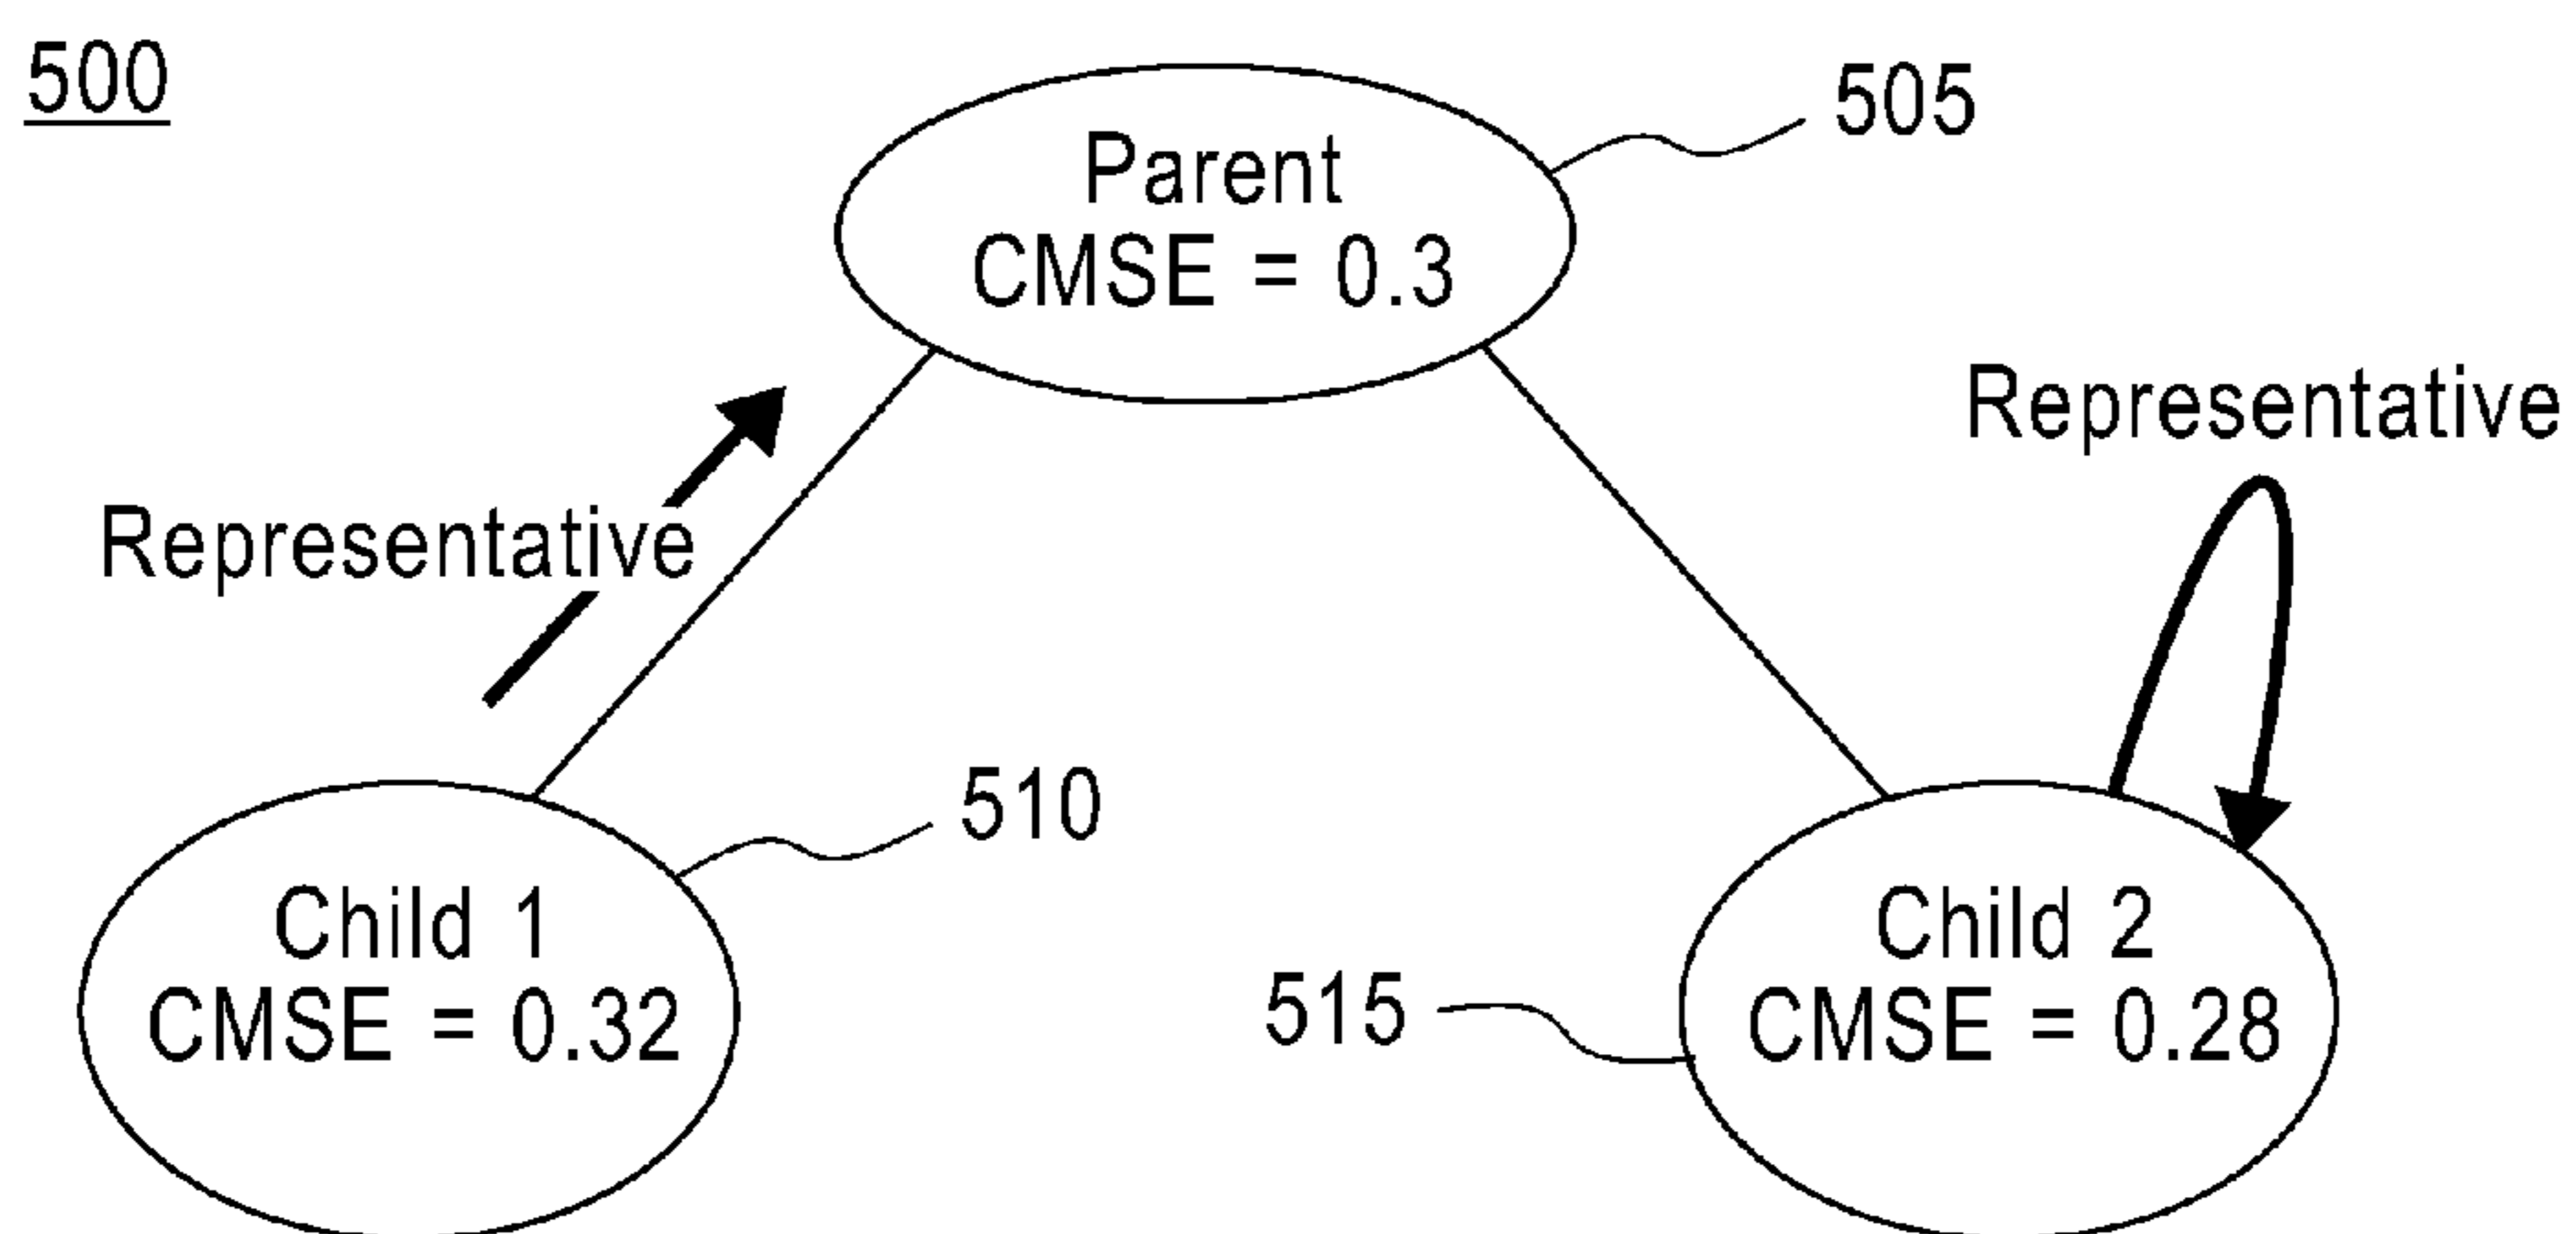 500
505
Parent
CMSE = 0.3
Representative
Representative
510
Child 1
CMSE = 0.32
515
Child 2
CMSE = 0.28